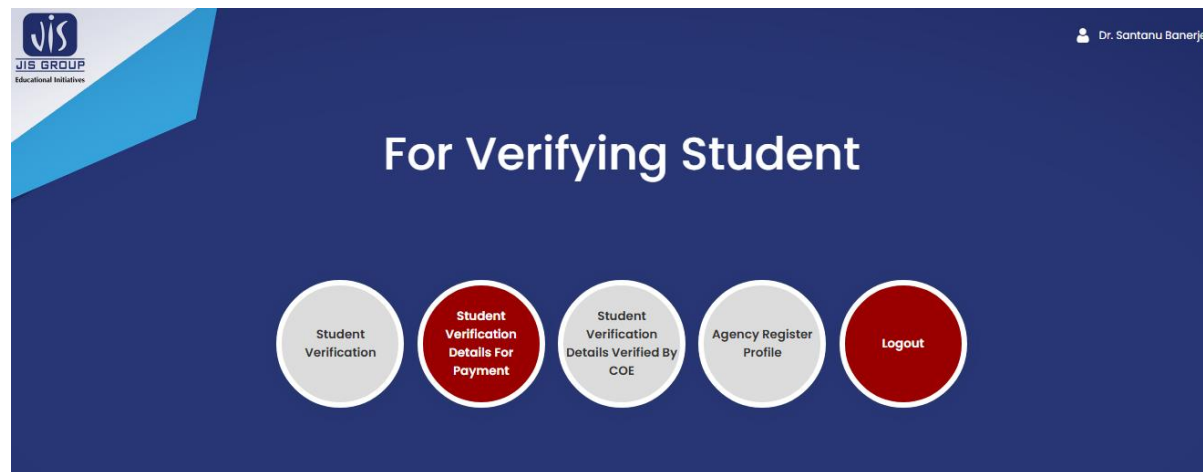 JIS
JIS GROUP
Educational Initiatives
Dr. Santanu Banerje
For Verifying Student
Student
Verification
Student
Verification
Details For
Payment
Student
Verification
Details Verified By
COE
Agency Register
Profile
Logout